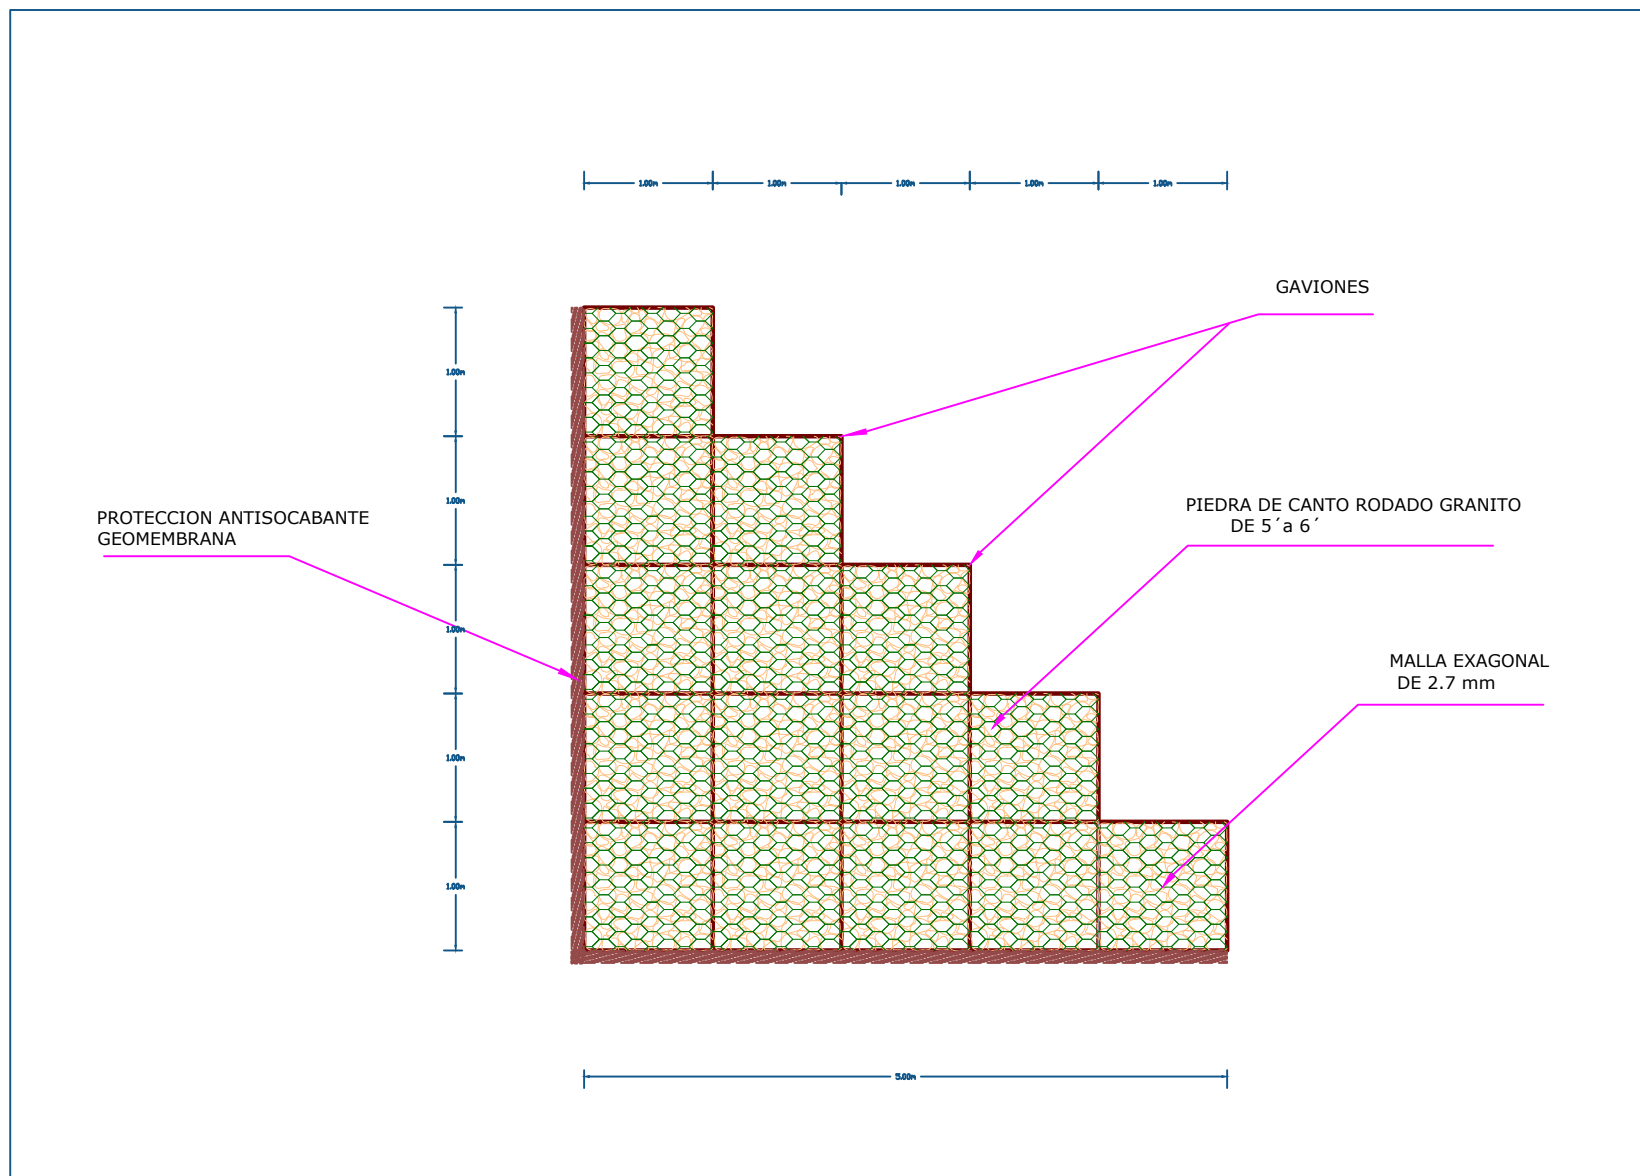 1.00m 1.00m 1.00m 1.00m 1.00m
GAVIONES
1.00m
1.00m
PIEDRA DE CANTO RODADO GRANITO
DE 5´a 6´
PROTECCION ANTISOCABANTE
GEOMEMBRANA
1.00m
MALLA EXAGONAL
DE 2.7 mm
1.00m
1.00m
5.00m